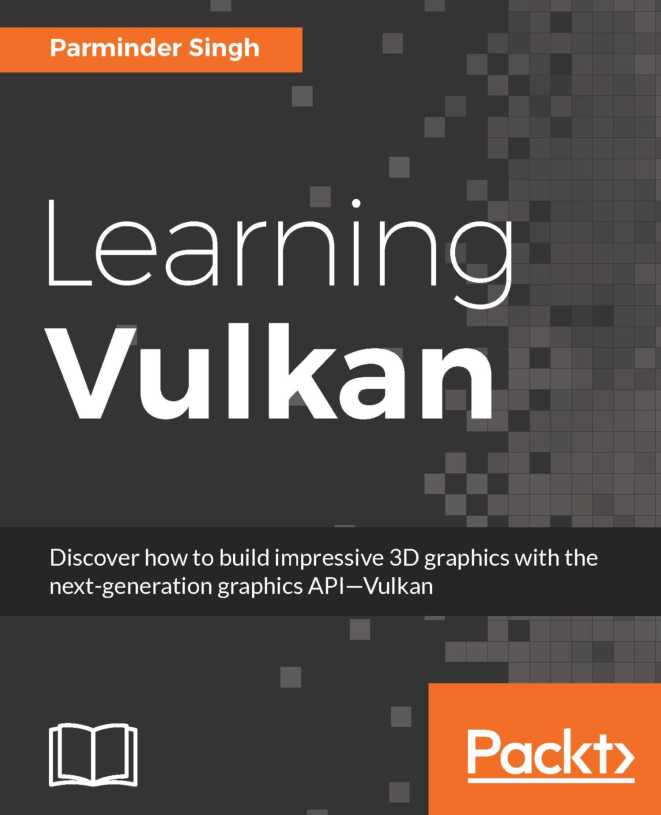 Parminder Singh
Learning
Vulkan
Discover how to build impressive 3D graphics with the
next-generation graphics API—Vulkan
Packt